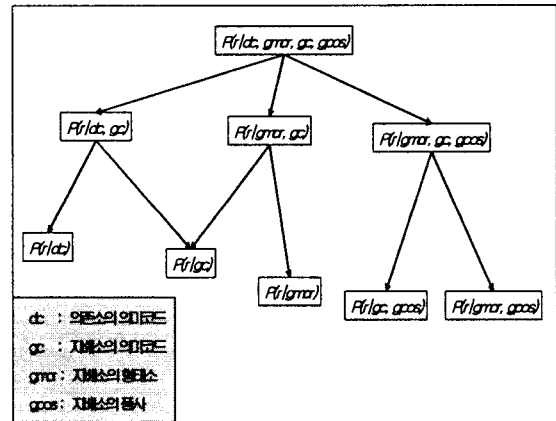 P(r/dc, gmor, gc, gpos)
P(r/dc, gc)
P(r/gmor, gc)
P(r/gmor, gc, gpos)
P(r/dc)
P(r/gc)
P(r/gmor)
P(r/gc, gpos)
P(r/gmor, gpos)
dc : 의존소의 의미코드
gc : 지배소의 의미코드
gmor : 지배소의 형태소
gpos : 지배소의 품사